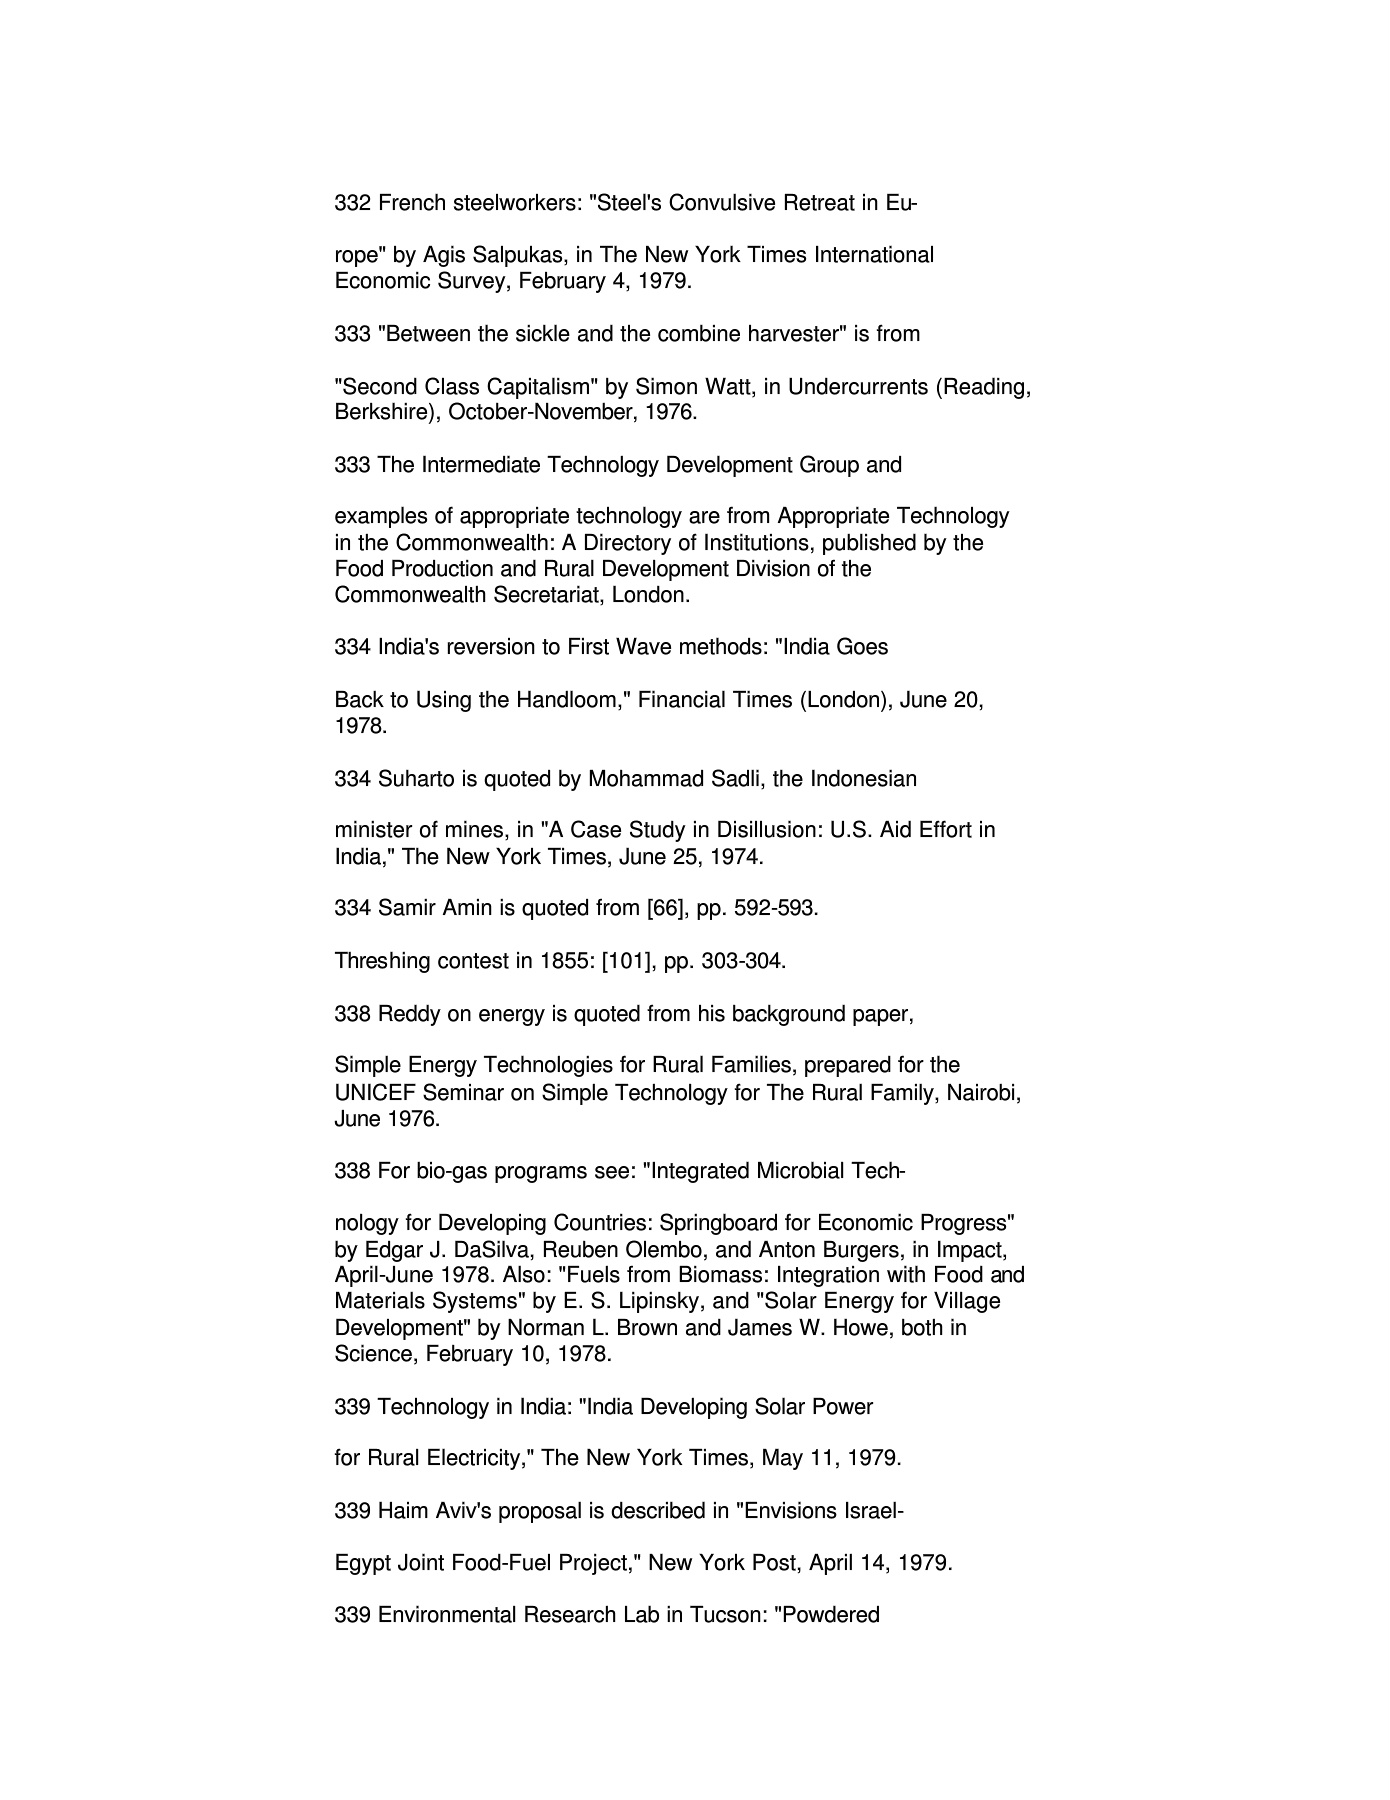 332 French steelworkers: "Steel's Convulsive Retreat in Eu-
rope" by Agis Salpukas, in The New York Times International
Economic Survey, February 4, 1979.
333 "Between the sickle and the combine harvester" is from
"Second Class Capitalism" by Simon Watt, in Undercurrents (Reading,
Berkshire), October-November, 1976.
333 The Intermediate Technology Development Group and
examples of appropriate technology are from Appropriate Technology
in the Commonwealth: A Directory of Institutions, published by the
Food Production and Rural Development Division of the
Commonwealth Secretariat, London.
334 India's reversion to First Wave methods: "India Goes
Back to Using the Handloom," Financial Times (London), June 20,
1978.
334 Suharto is quoted by Mohammad Sadli, the Indonesian
minister of mines, in "A Case Study in Disillusion: U.S. Aid Effort in
India," The New York Times, June 25, 1974.
334 Samir Amin is quoted from [66], pp. 592-593.
Threshing contest in 1855: [101], pp. 303-304.
338 Reddy on energy is quoted from his background paper,
Simple Energy Technologies for Rural Families, prepared for the
UNICEF Seminar on Simple Technology for The Rural Family, Nairobi,
June 1976.
338 For bio-gas programs see: "Integrated Microbial Tech-
nology for Developing Countries: Springboard for Economic Progress"
by Edgar J. DaSilva, Reuben Olembo, and Anton Burgers, in Impact,
April-June 1978. Also: "Fuels from Biomass: Integration with Food and
Materials Systems" by E. S. Lipinsky, and "Solar Energy for Village
Development" by Norman L. Brown and James W. Howe, both in
Science, February 10, 1978.
339 Technology in India: "India Developing Solar Power
for Rural Electricity," The New York Times, May 11, 1979.
339 Haim Aviv's proposal is described in "Envisions Israel-
Egypt Joint Food-Fuel Project," New York Post, April 14, 1979.
339 Environmental Research Lab in Tucson: "Powdered